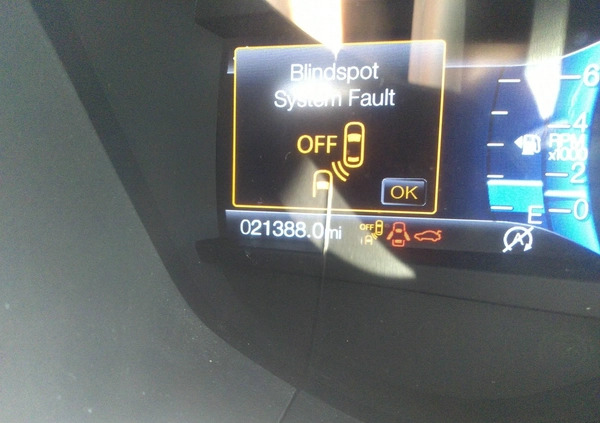 Blindspot
System Fault
OFF
OK
6
4
RPM
x1000
2
E
0
021388.0mi
OFF
A